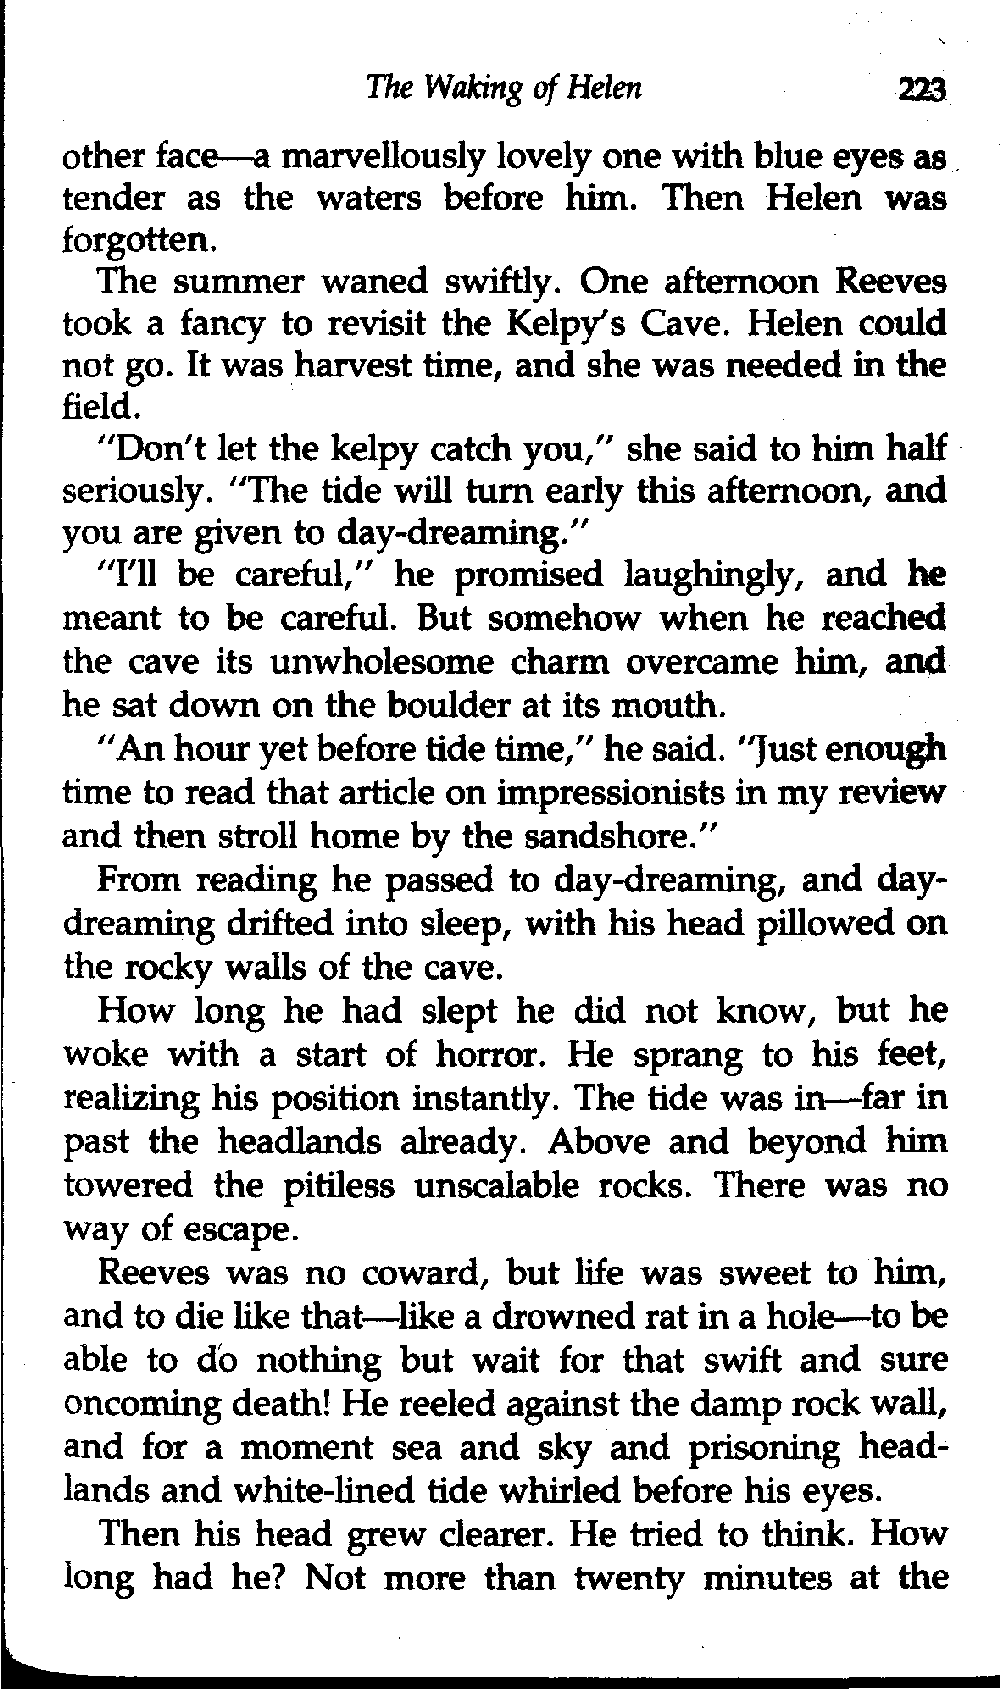 The Waking of Helen 223
other face—a marvellously lovely one with blue eyes as
tender as the waters before him. Then Helen was
forgotten.
The summer waned swiftly. One afternoon Reeves
took a fancy to revisit the Kelpy's Cave. Helen could
not go. It was harvest time, and she was needed in the
field.
"Don't let the kelpy catch you," she said to him half
seriously. "The tide will turn early this afternoon, and
you are given to day-dreaming."
"I'll be careful," he promised laughingly, and he
meant to be careful. But somehow when he reached
the cave its unwholesome charm overcame him, and
he sat down on the boulder at its mouth.
"An hour yet before tide time," he said. "Just enough
time to read that article on impressionists in my review
and then stroll home by the sandshore."
From reading he passed to day-dreaming, and day-
dreaming drifted into sleep, with his head pillowed on
the rocky walls of the cave.
How long he had slept he did not know, but he
woke with a start of horror. He sprang to his feet,
realizing his position instantly. The tide was in—far in
past the headlands already. Above and beyond him
towered the pitiless unscalable rocks. There was no
way of escape.
Reeves was no coward, but life was sweet to him,
and to die like that—like a drowned rat in a hole—to be
able to do nothing but wait for that swift and sure
oncoming death! He reeled against the damp rock wall,
and for a moment sea and sky and prisoning head-
lands and white-lined tide whirled before his eyes.
Then his head grew clearer. He tried to think. How
long had he? Not more than twenty minutes at the